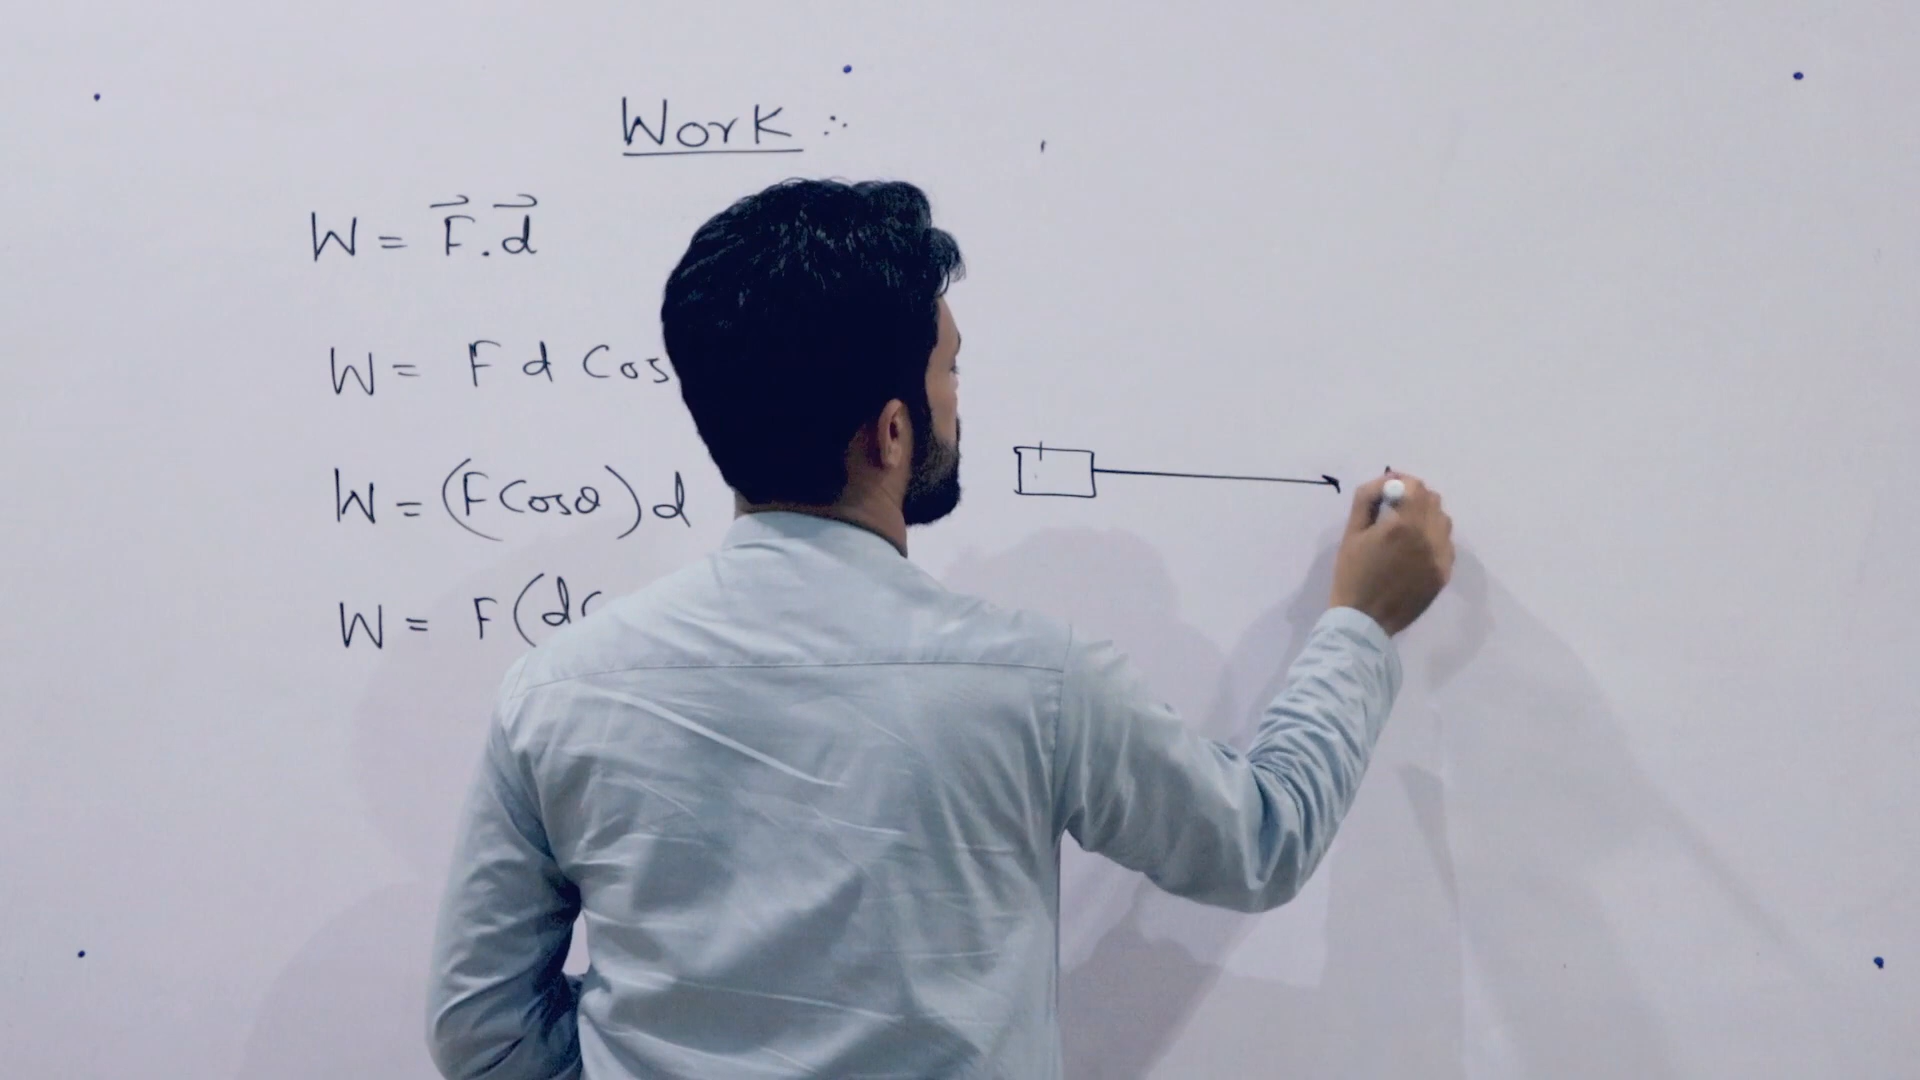 Work :-
W = F⃗ . d⃗
W = F d Cos
W = (F Cosθ) d
W = F (d